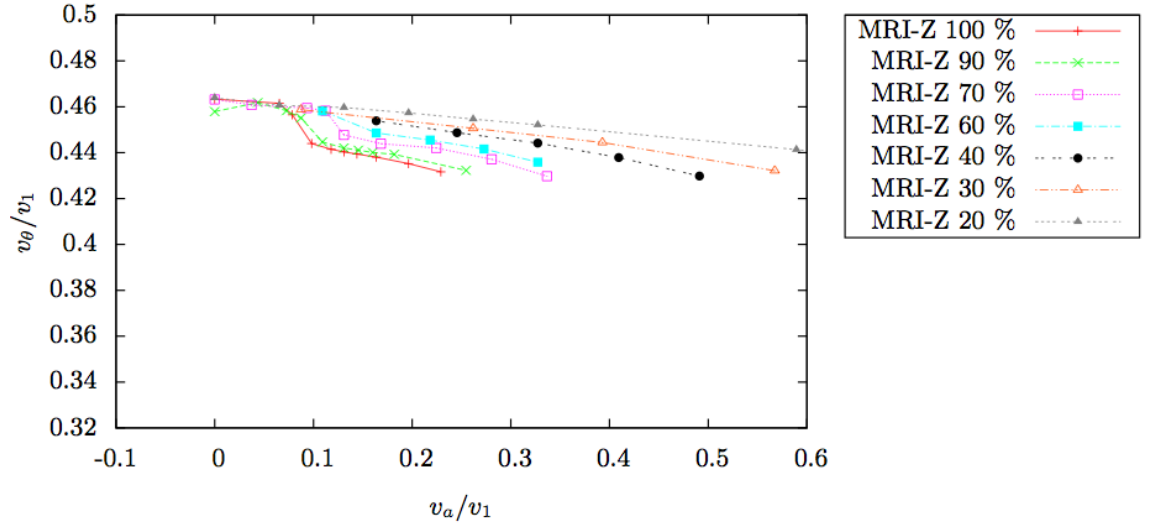 0.5
0.48
0.46
0.44
0.42
0.4
0.38
0.36
0.34
0.32
vθ/v1
-0.1 0 0.1 0.2 0.3 0.4 0.5 0.6
va/v1
MRI-Z 100 %
MRI-Z 90 %
MRI-Z 70 %
MRI-Z 60 %
MRI-Z 40 %
MRI-Z 30 %
MRI-Z 20 %